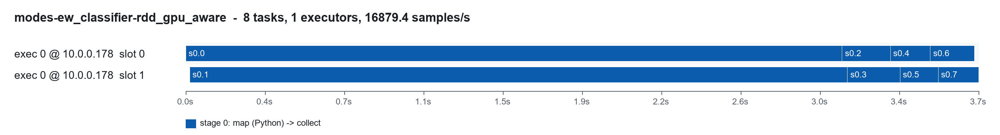 modes-ew_classifier-rdd_gpu_aware - 8 tasks, 1 executors, 16879.4 samples/s
exec 0 @ 10.0.0.178 slot 0
s0.0 s0.2 s0.4 s0.6
exec 0 @ 10.0.0.178 slot 1
s0.1 s0.3 s0.5 s0.7
0.0s 0.4s 0.7s 1.1s 1.5s 1.9s 2.2s 2.6s 3.0s 3.4s 3.7s
stage 0: map (Python) -> collect